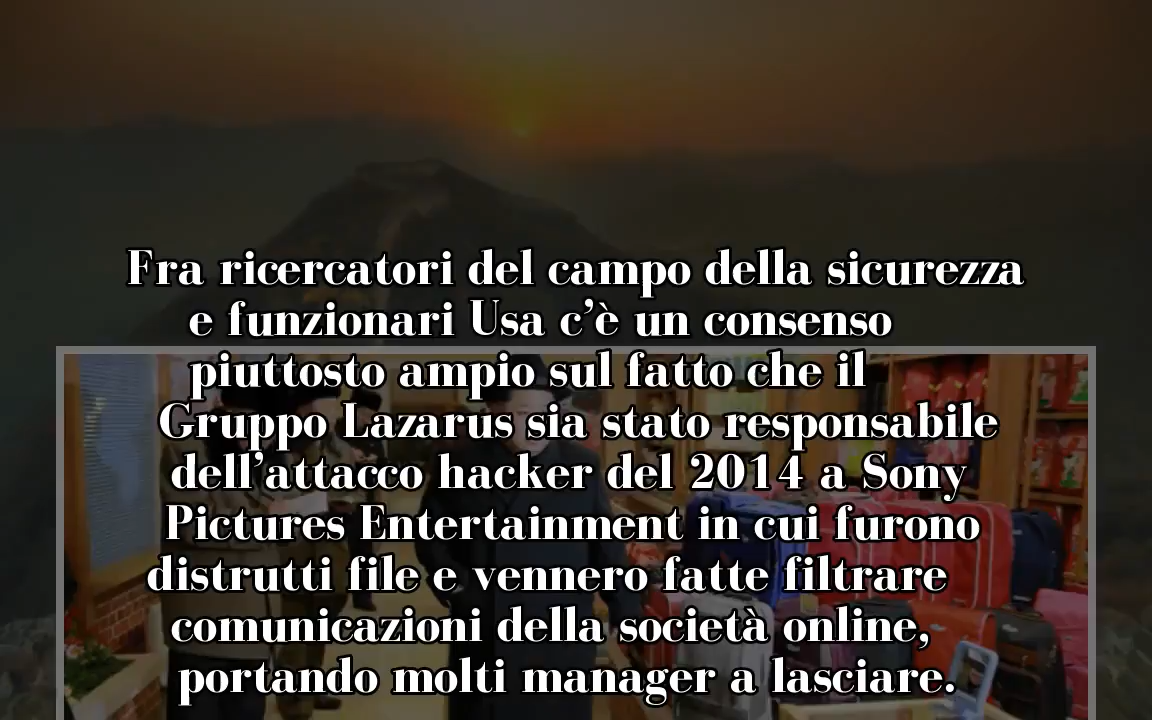 Fra ricercatori del campo della sicurezza
e funzionari Usa c’è un consenso
piuttosto ampio sul fatto che il
Gruppo Lazarus sia stato responsabile
dell’attacco hacker del 2014 a Sony
Pictures Entertainment in cui furono
distrutti file e vennero fatte filtrare
comunicazioni della società online,
portando molti manager a lasciare.